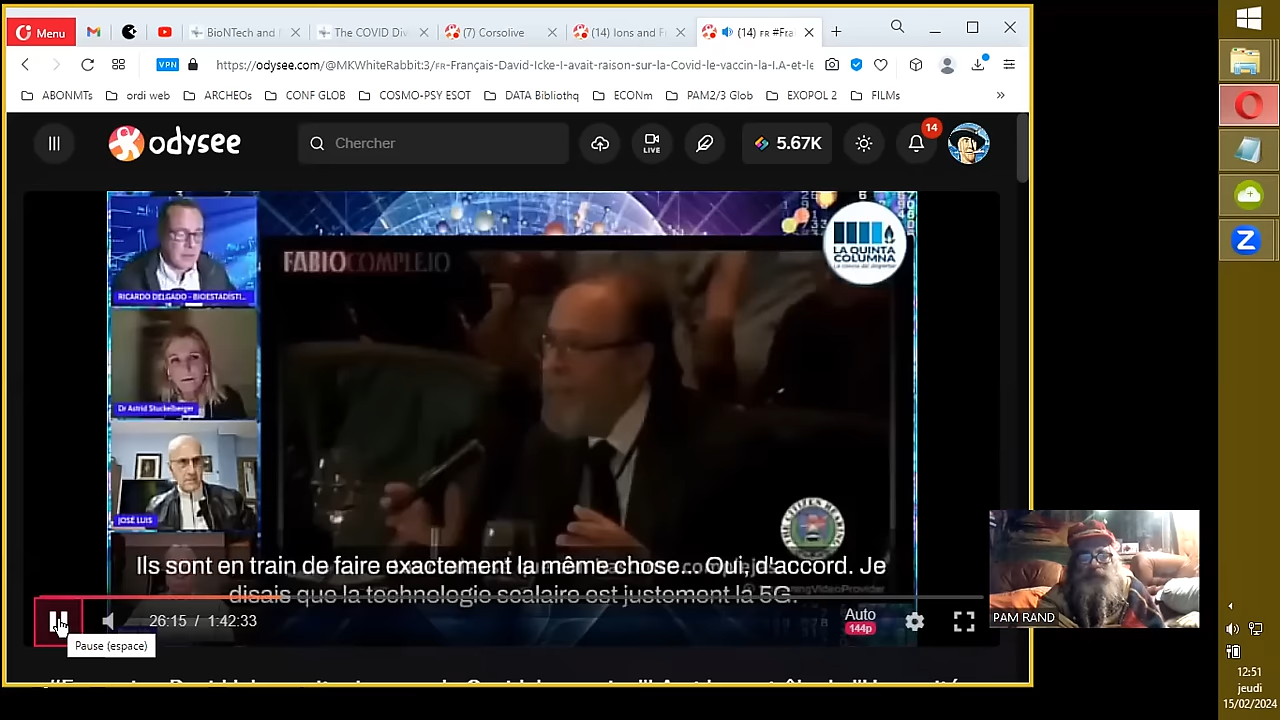 Menu
BioNTech and
The COVID Di
(7) Corsolive
(14) Ions and F
(14) FR #Fra
VPN
https://odysee.com/@MKWhiteRabbit:3/FR-Français-David-Icke-l-avait-raison-sur-la-Covid-le-vaccin-la-I.A-et-le
ABONMTs
ordi web
ARCHEOs
CONF GLOB
COSMO-PSY ESOT
DATA Bibliothq
ECONm
PAM2/3 Glob
EXOPOL 2
FILMs
»
odysee
Chercher
LIVE
5.67K
14
FABIOCOMPLEJO
LA QUINTA
COLUMNA
RICARDO DELGADO - BIOESTADÍSTI...
Dr Astrid Stuckelberger
JOSÉ LUIS
Ils sont en train de faire exactement la même chose... Oui, d'accord. Je
disais que la technologie scalaire est justement la 5G.
26:15 / 1:42:33
Auto
144p
Pause (espace)
PAM RAND
12:51
jeudi
15/02/2024